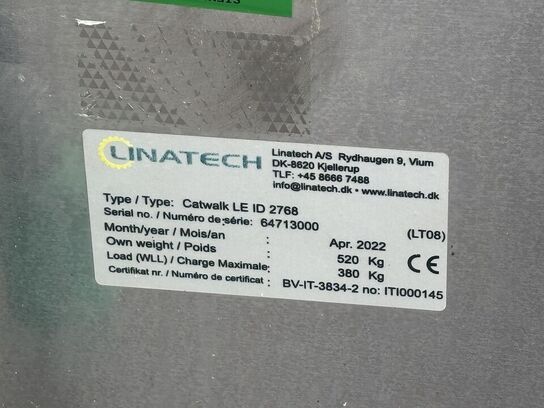 LINATECH
Linatech A/S Rydhaugen 9, Vium
DK-8620 Kjellerup
TLF: +45 8666 7488
info@linatech.dk • www.linatech.dk
Type / Type: Catwalk LE ID 2768
Serial no. / Numéro de série: 64713000 (LT08)
Month/year / Mois/an : Apr. 2022
Own weight / Poids : 520 Kg
Load (WLL) / Charge Maximale: 380 Kg
Certifikat nr. / Numéro de certificat : BV-IT-3834-2 no: ITI000145
CE